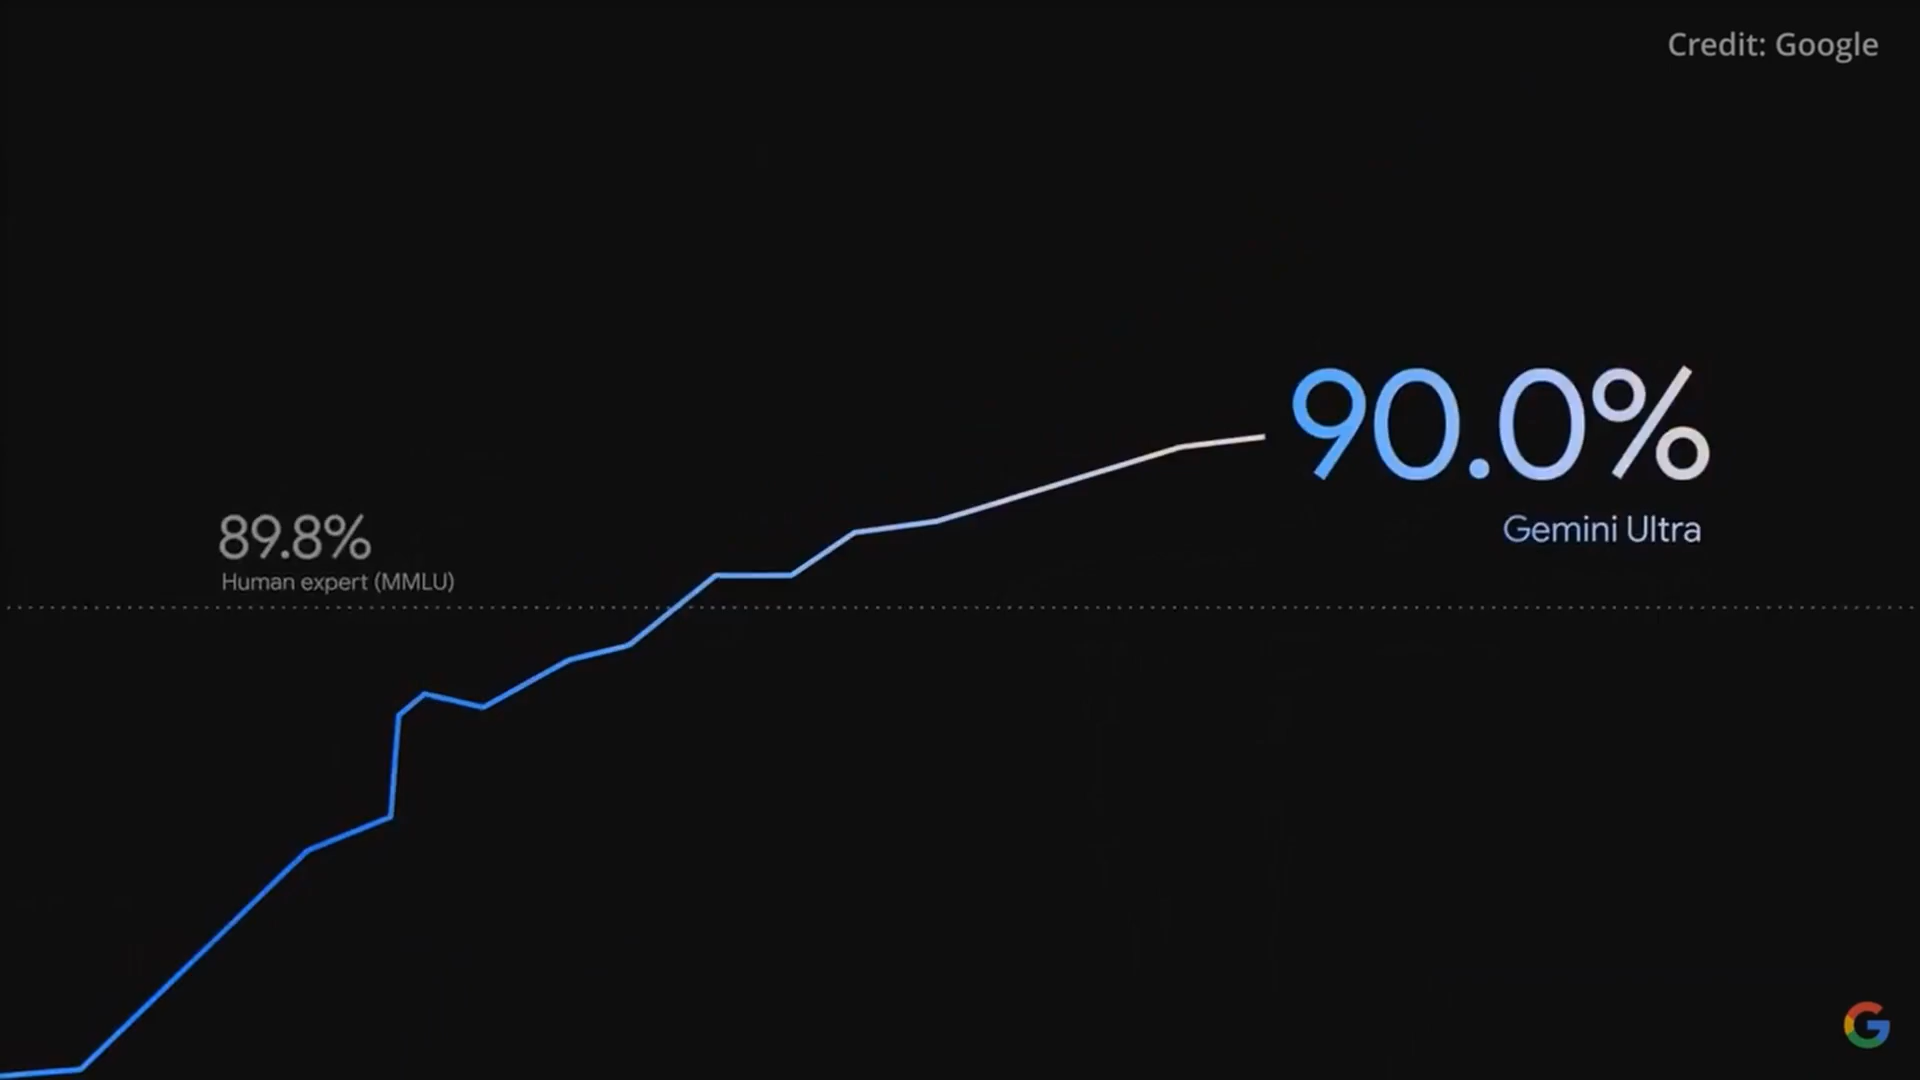 Credit: Google
90.0%
Gemini Ultra
89.8%
Human expert (MMLU)